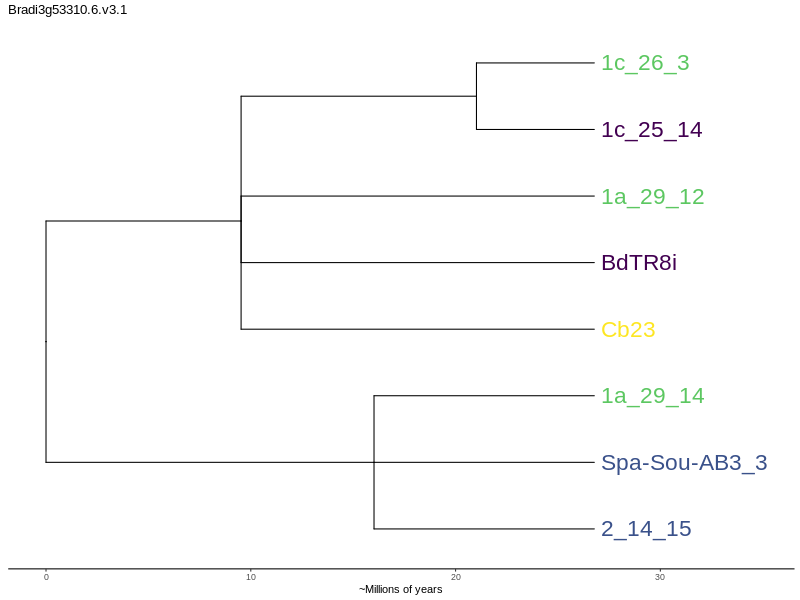 Bradi3g53310.6.v3.1
1c_26_3
1c_25_14
1a_29_12
BdTR8i
Cb23
1a_29_14
Spa-Sou-AB3_3
2_14_15
0 10 20 30
~Millions of years